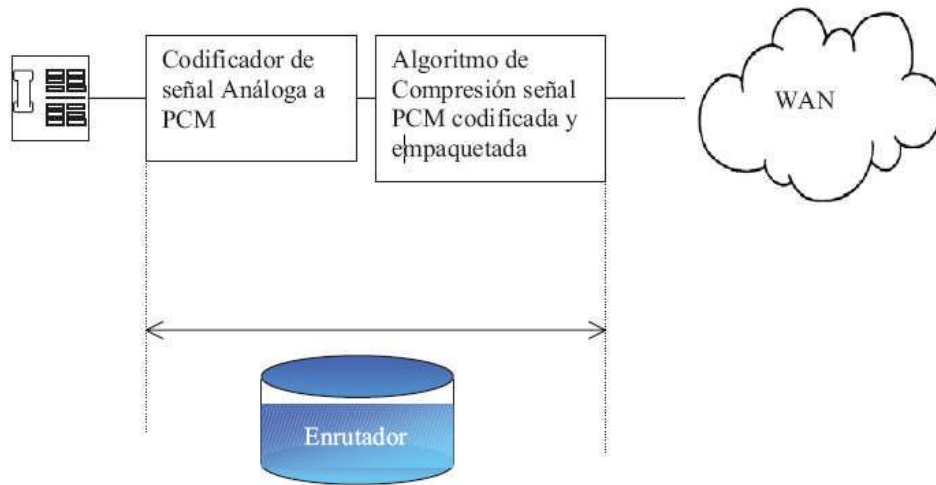 Codificador de
señal Análoga a
PCM
Algoritmo de
Compresión señal
PCM codificada y
empaquetada
WAN
Enrutador